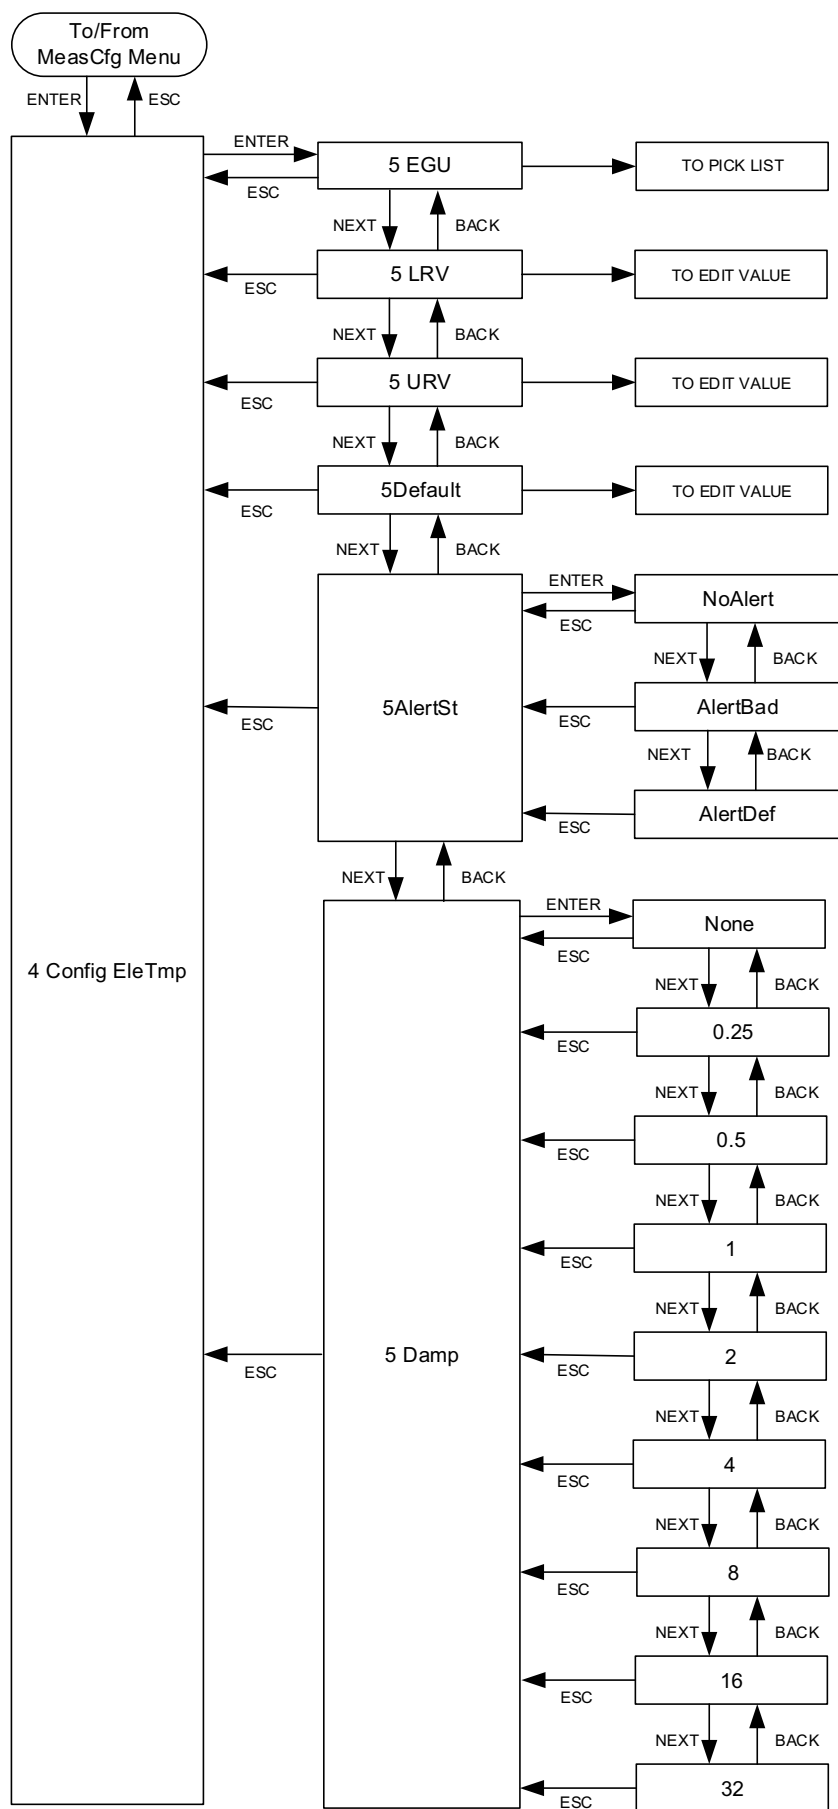 To/From
MeasCfg Menu
ENTER
ESC
ENTER
5 EGU
TO PICK LIST
ESC
NEXT
BACK
5 LRV
TO EDIT VALUE
ESC
NEXT
BACK
5 URV
TO EDIT VALUE
ESC
NEXT
BACK
5Default
TO EDIT VALUE
ESC
NEXT
BACK
ENTER
NoAlert
ESC
NEXT
BACK
5AlertSt
AlertBad
ESC
ESC
NEXT
BACK
AlertDef
ESC
NEXT
BACK
ENTER
None
ESC
4 Config EleTmp
NEXT
BACK
0.25
ESC
NEXT
BACK
0.5
ESC
NEXT
BACK
1
ESC
NEXT
BACK
5 Damp
2
ESC
ESC
NEXT
BACK
4
ESC
NEXT
BACK
8
ESC
NEXT
BACK
16
ESC
NEXT
BACK
32
ESC